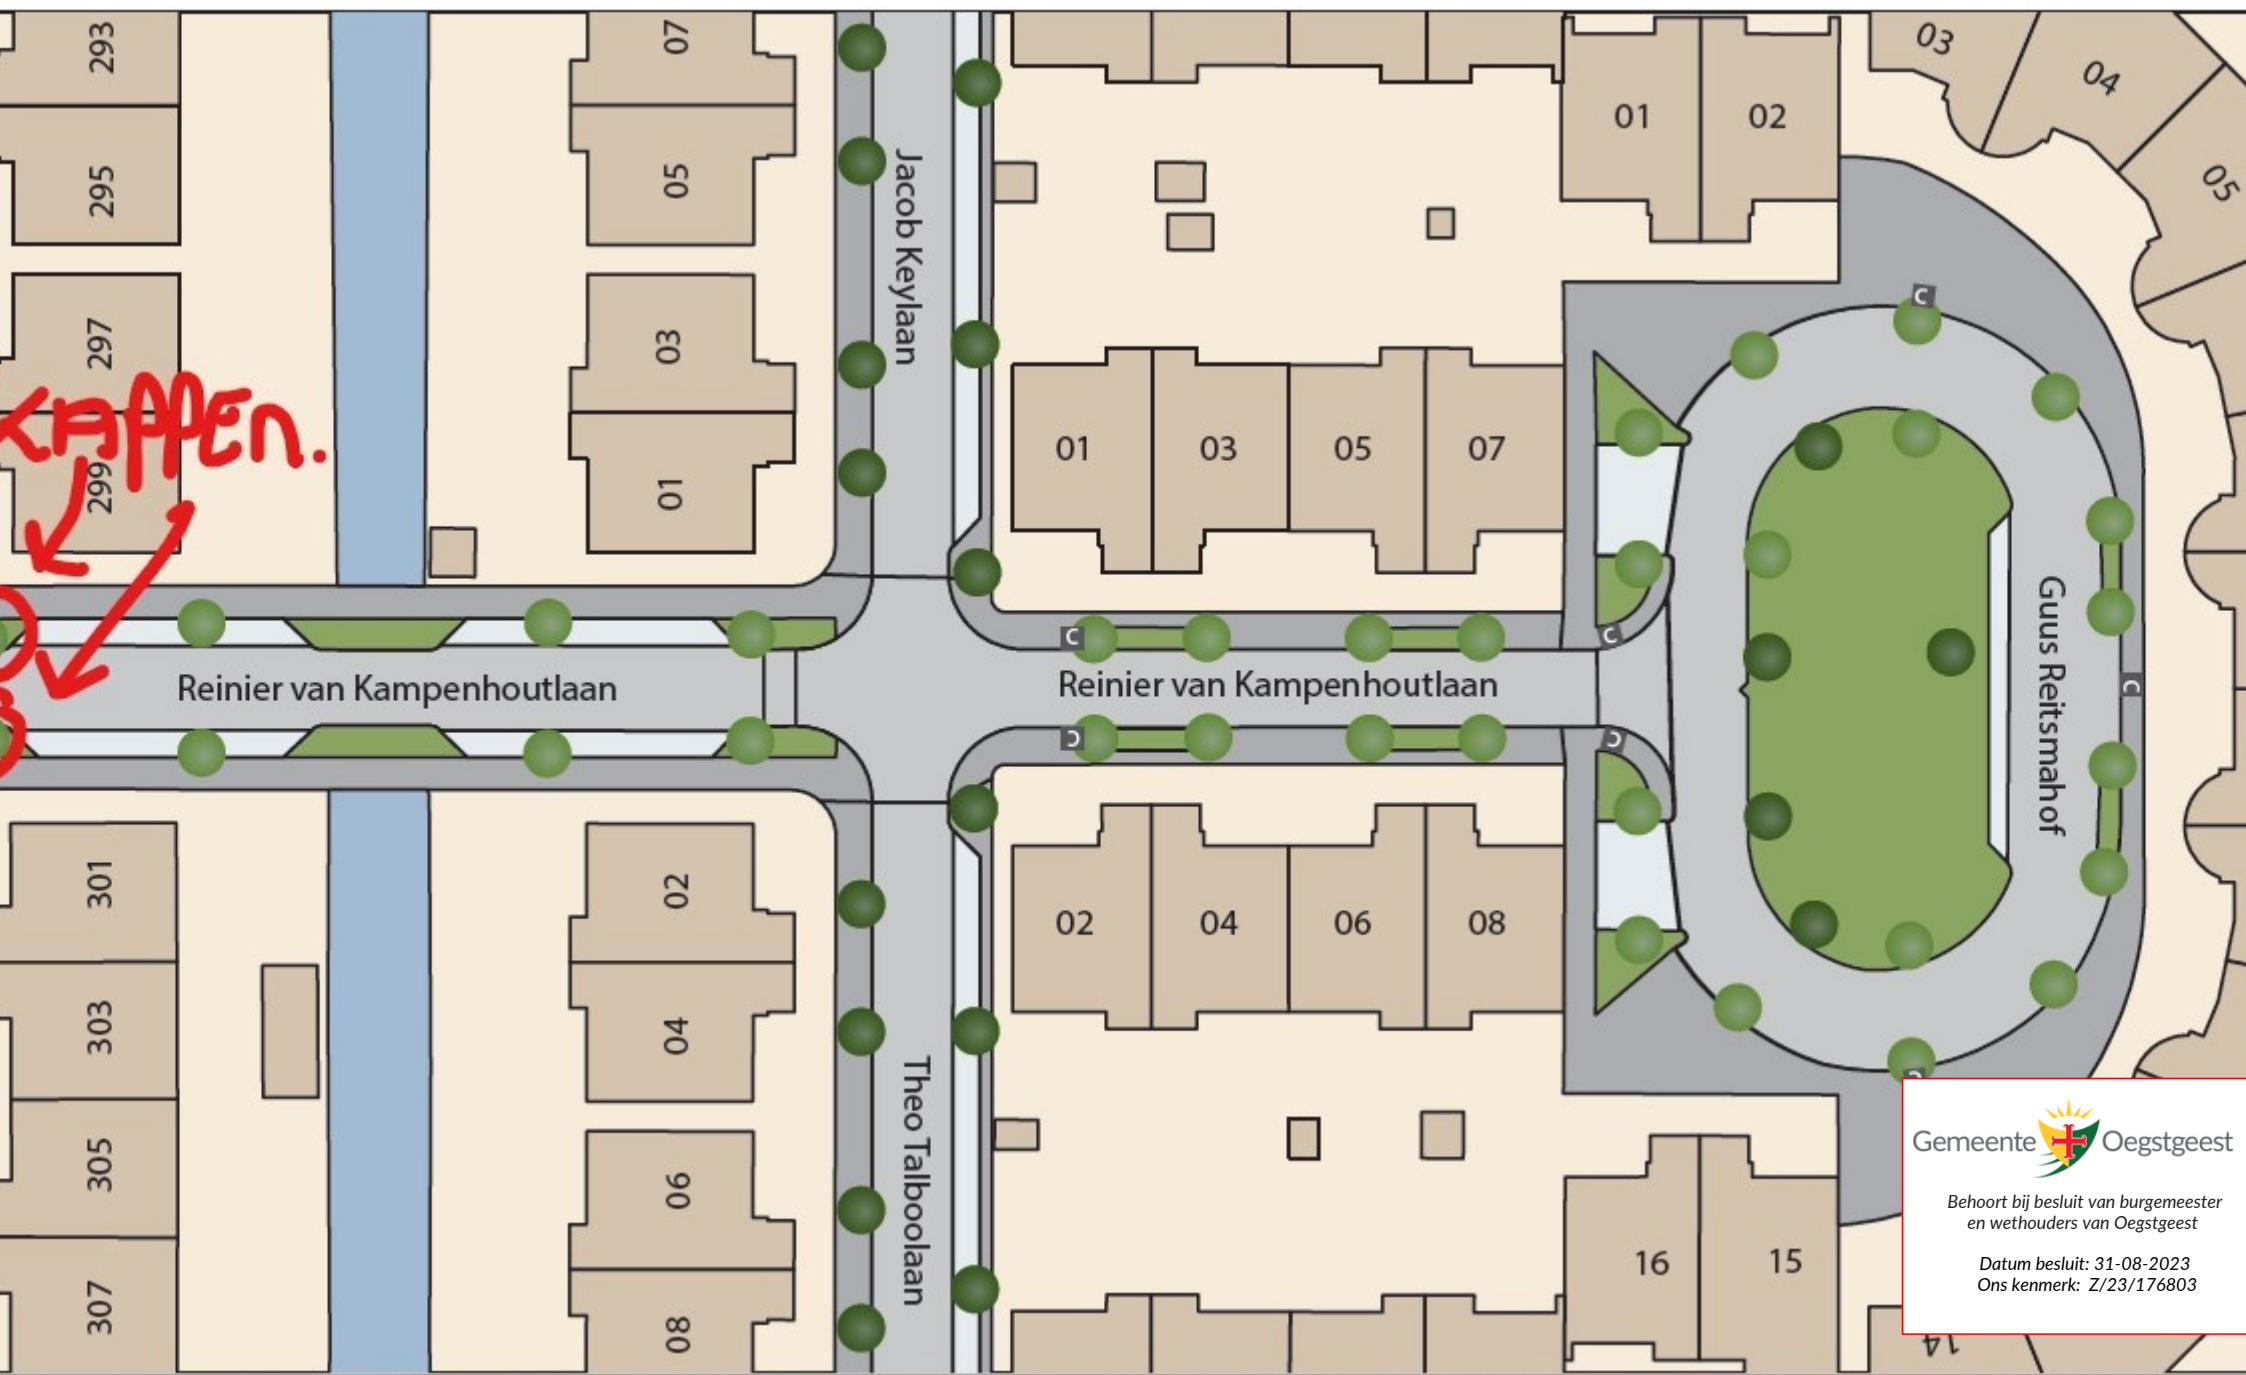 293
295
297
299
KAPPEN.
07
05
03
01
Jacob Keylaan
01
02
03
04
05
01
03
05
07
Reinier van Kampenhoutlaan
Reinier van Kampenhoutlaan
Guus Reitsmahof
C
C
C
C
C
C
301
303
305
307
02
04
06
08
Theo Talboolaan
02
04
06
08
16
15
14
Gemeente Oegstgeest
Behoort bij besluit van burgemeester
en wethouders van Oegstgeest
Datum besluit: 31-08-2023
Ons kenmerk: Z/23/176803